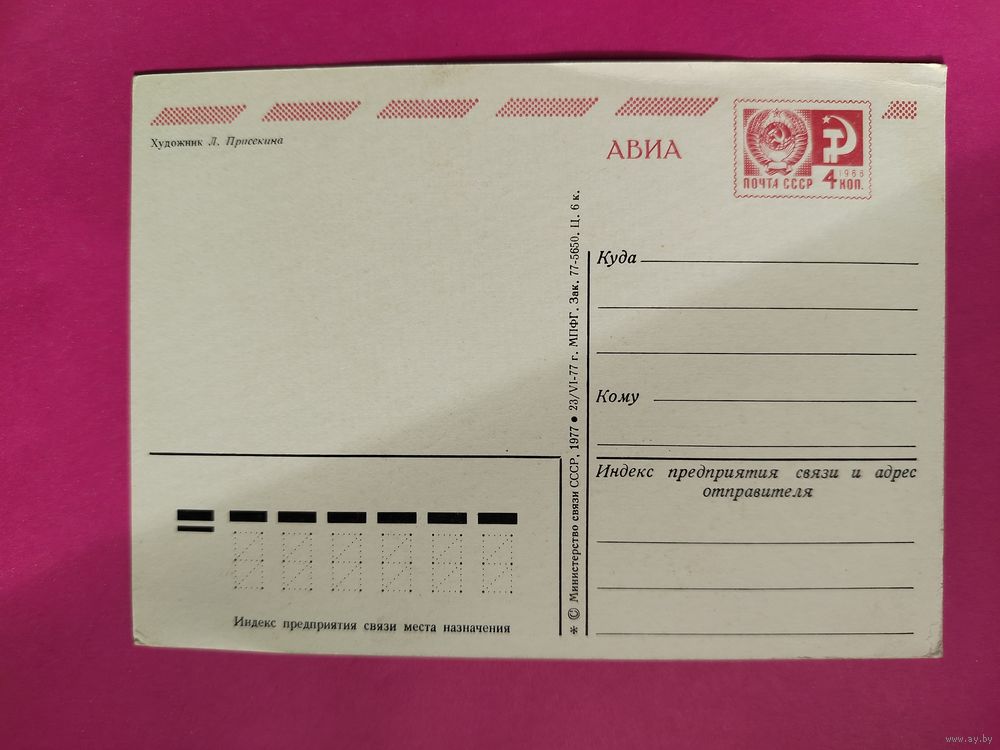 Художник Л. Присекина
АВИА
ПОЧТА СССР
1966
4 КОП.
Куда
Кому
Индекс предприятия связи и адрес
отправителя
* © Министерство связи СССР, 1977 ● 23/VI-77 г. МПФГ. Зак. 77-5650. Ц. 6 к.
Индекс предприятия связи места назначения
www.ay.by